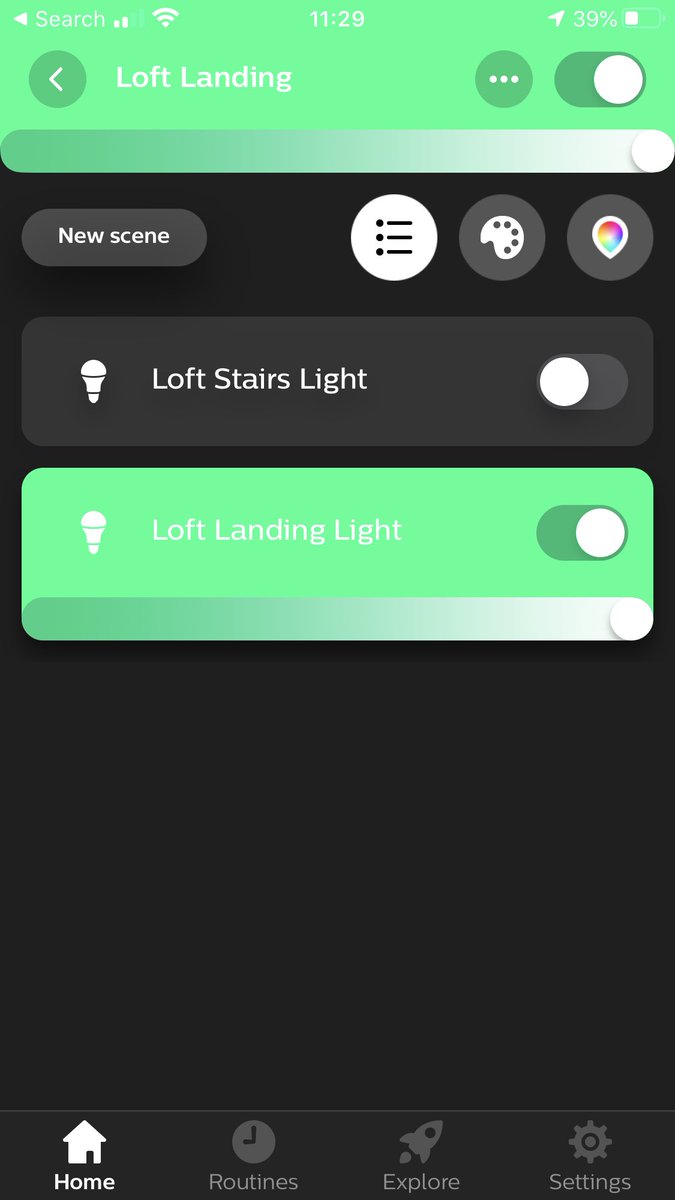 Search
11:29
39%
Loft Landing
New scene
Loft Stairs Light
Loft Landing Light
Home
Routines
Explore
Settings